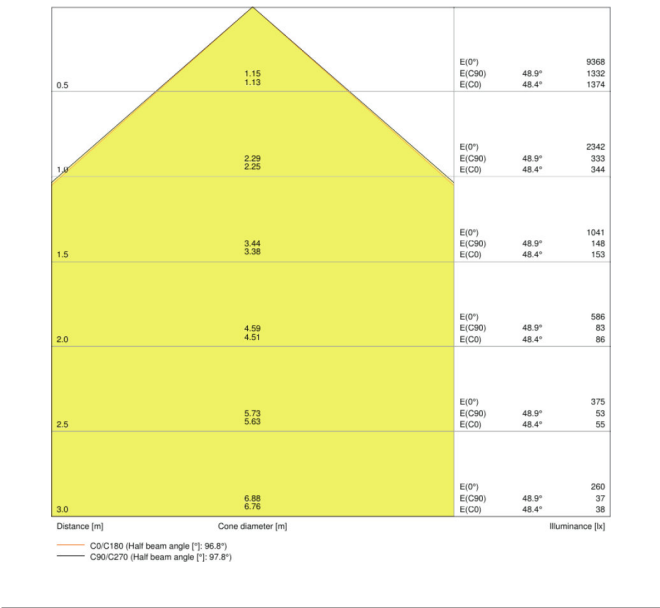 E(0°) 9368
1.15 E(C90) 48.9° 1332
0.5 1.13 E(C0) 48.4° 1374
E(0°) 2342
2.29 E(C90) 48.9° 333
1.0 2.25 E(C0) 48.4° 344
E(0°) 1041
3.44 E(C90) 48.9° 148
1.5 3.38 E(C0) 48.4° 153
E(0°) 586
4.59 E(C90) 48.9° 83
2.0 4.51 E(C0) 48.4° 86
E(0°) 375
5.73 E(C90) 48.9° 53
2.5 5.63 E(C0) 48.4° 55
E(0°) 260
6.88 E(C90) 48.9° 37
3.0 6.76 E(C0) 48.4° 38
Distance [m] Cone diameter [m] Illuminance [lx]
C0/C180 (Half beam angle [°]: 96.8°)
C90/C270 (Half beam angle [°]: 97.8°)